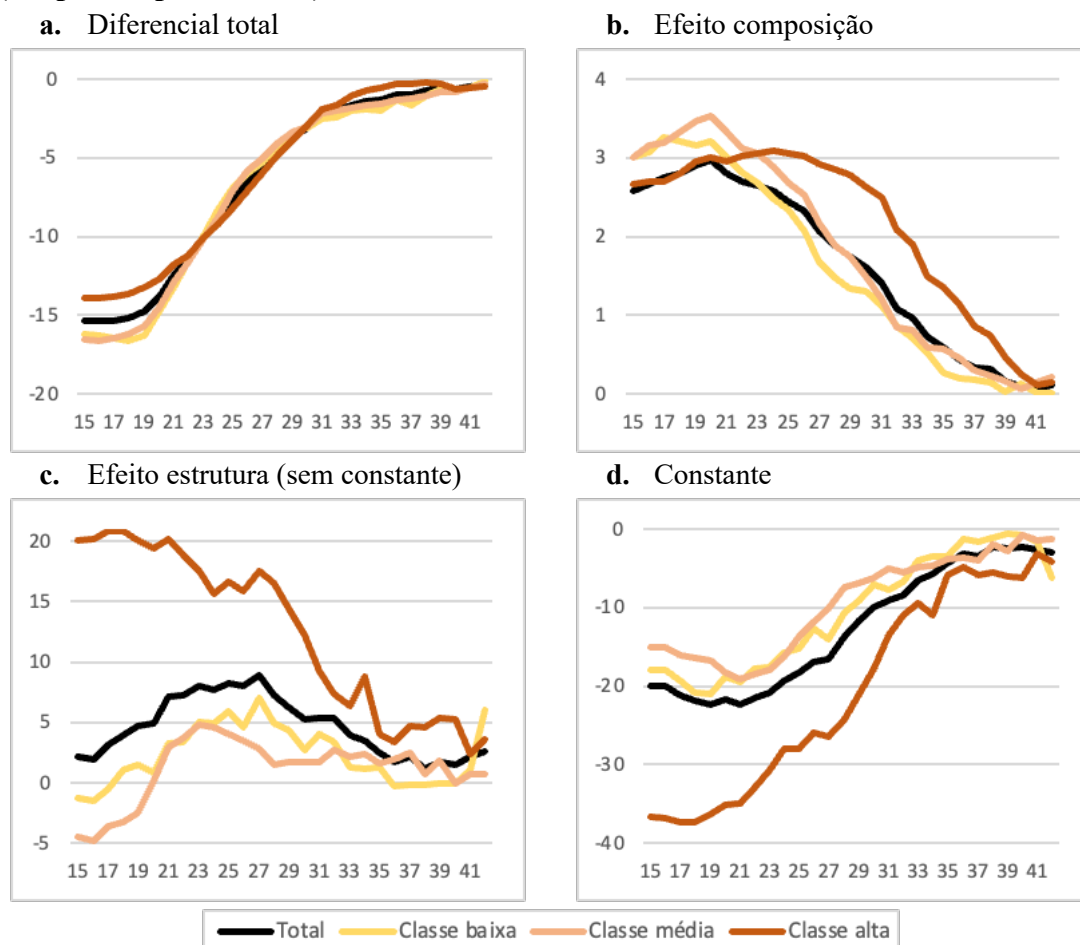 a. Diferencial total
b. Efeito composição
0
-5
-10
-15
-20
15 17 19 21 23 25 27 29 31 33 35 37 39 41
4
3
2
1
0
15 17 19 21 23 25 27 29 31 33 35 37 39 41
c. Efeito estrutura (sem constante)
d. Constante
20
15
10
5
0
-5
15 17 19 21 23 25 27 29 31 33 35 37 39 41
0
-10
-20
-30
-40
15 17 19 21 23 25 27 29 31 33 35 37 39 41
Total Classe baixa Classe média Classe alta